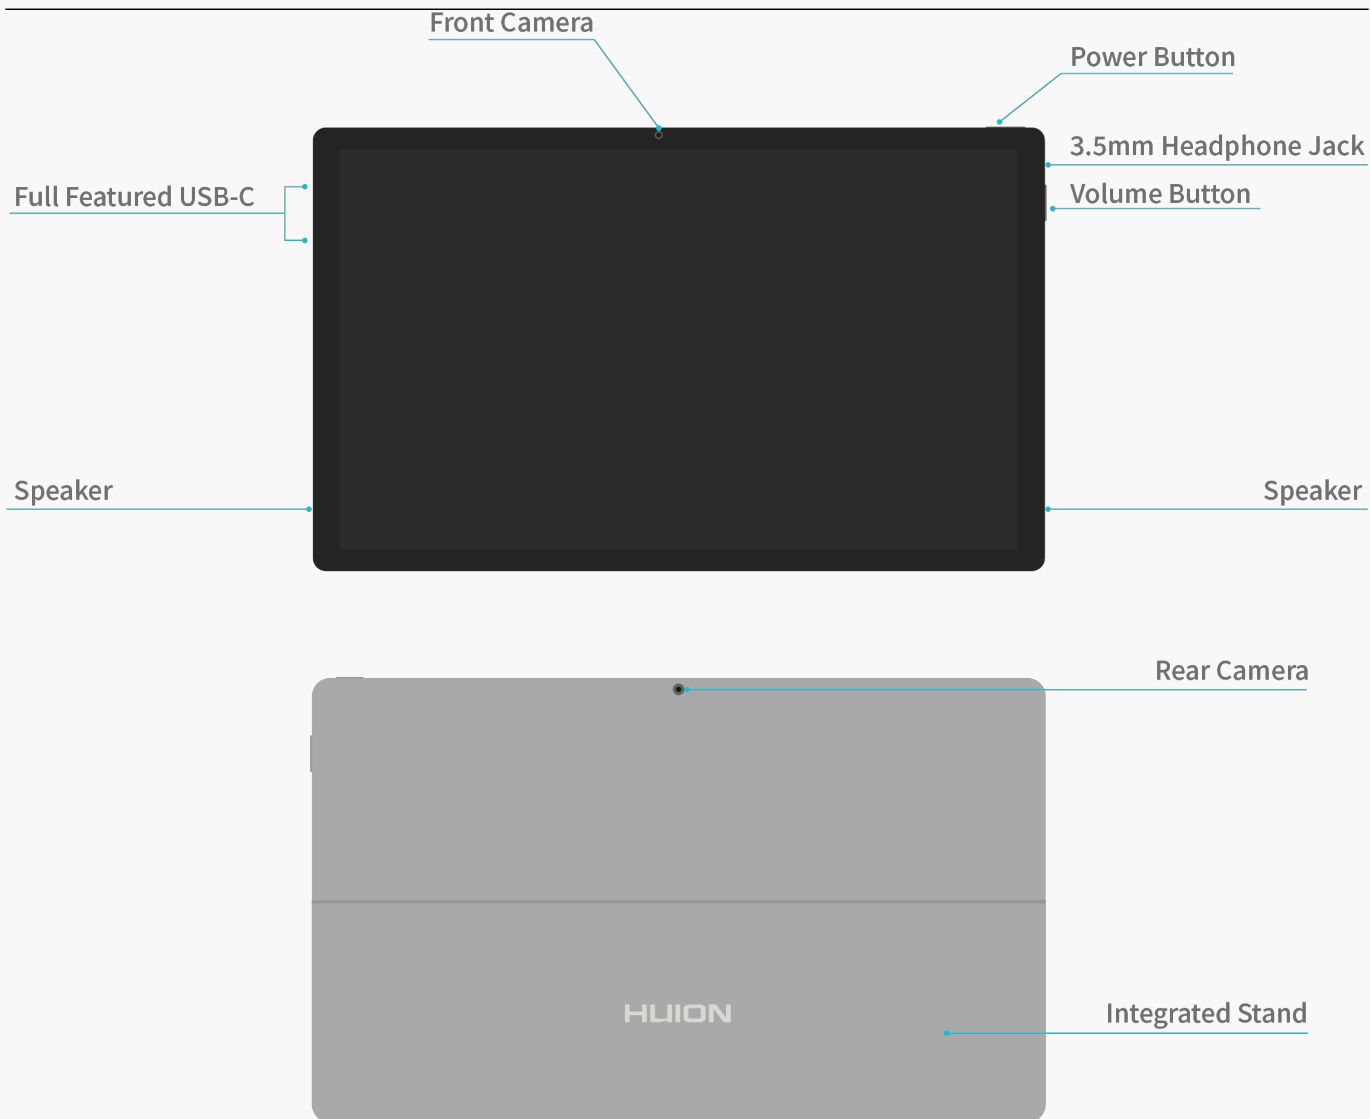 Front Camera
Power Button
3.5mm Headphone Jack
Full Featured USB-C
Volume Button
Speaker
Speaker
Rear Camera
HUION
Integrated Stand